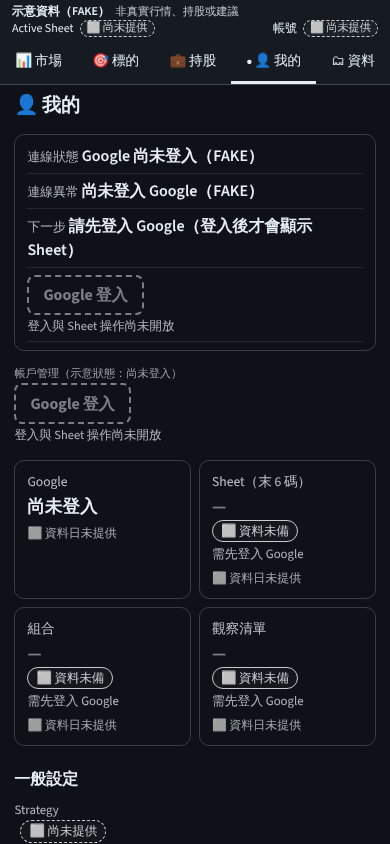 示意資料（FAKE） 非真實行情、持股或建議
Active Sheet 尚未提供 帳號 尚未提供
市場 標的 持股 我的 資料
我的
連線狀態 Google 尚未登入（FAKE）
連線異常 尚未登入 Google（FAKE）
下一步 請先登入 Google（登入後才會顯示
Sheet）
Google 登入
登入與 Sheet 操作尚未開放
帳戶管理（示意狀態：尚未登入）
Google 登入
登入與 Sheet 操作尚未開放
Google
尚未登入
資料日未提供
Sheet（末 6 碼）
—
資料未備
需先登入 Google
資料日未提供
組合
—
資料未備
需先登入 Google
資料日未提供
觀察清單
—
資料未備
需先登入 Google
資料日未提供
一般設定
Strategy
尚未提供